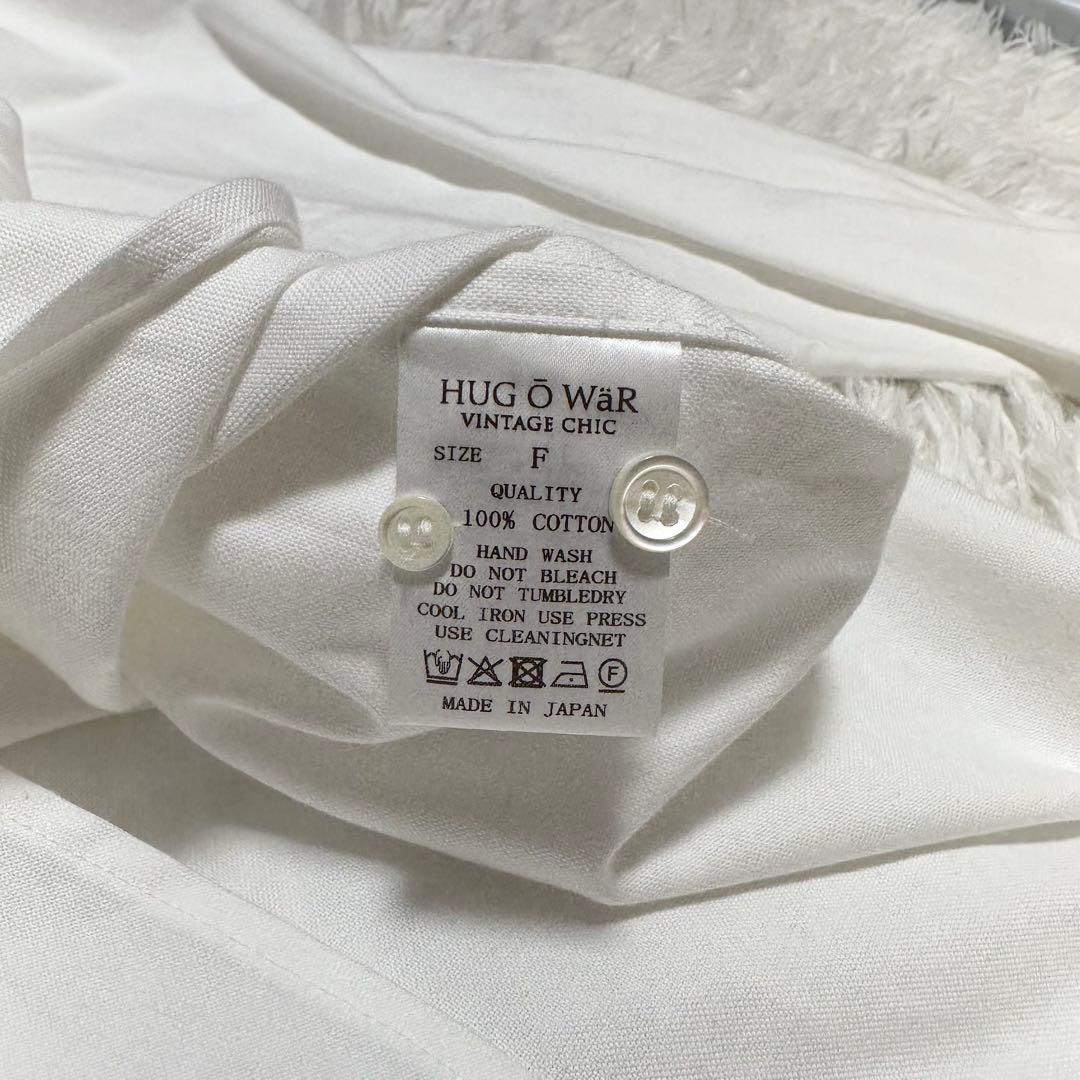 HUG Ō WäR
VINTAGE CHIC
SIZE F
QUALITY
100% COTTON
HAND WASH
DO NOT BLEACH
DO NOT TUMBLEDRY
COOL IRON USE PRESS
USE CLEANINGNET
F
MADE IN JAPAN